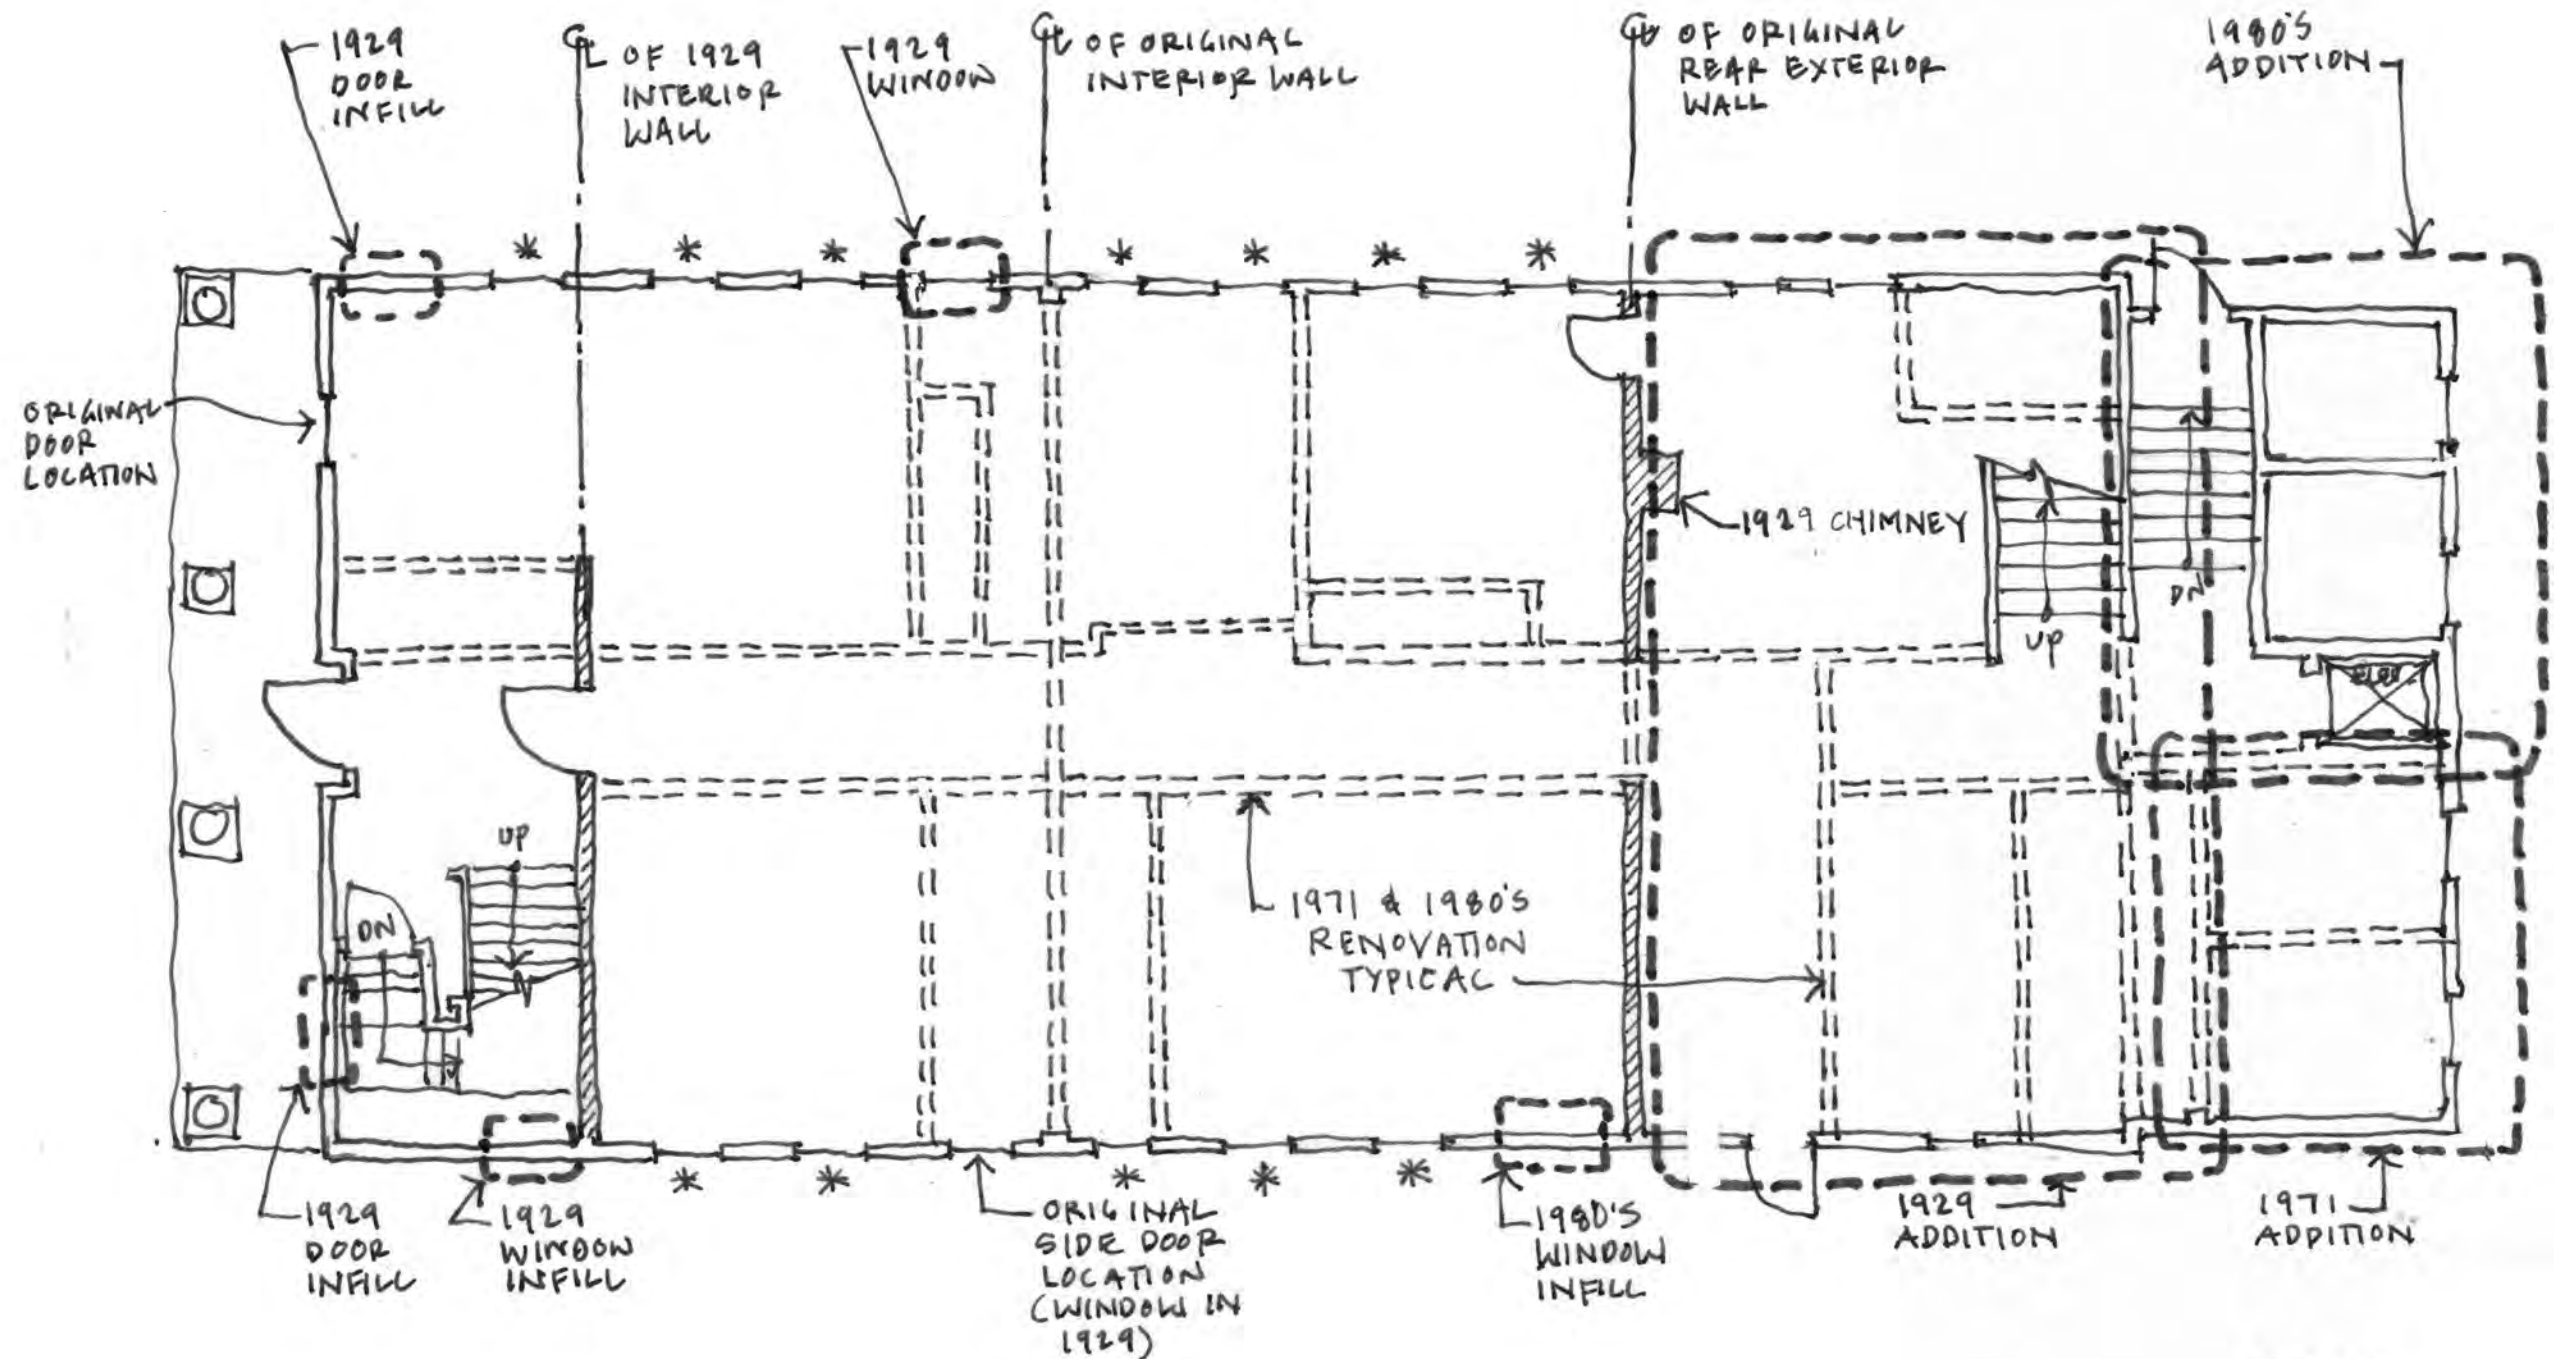 1929
DOOR
INFILL
℄ OF 1929
INTERIOR
WALL
1929
WINDOW
℄ OF ORIGINAL
INTERIOR WALL
℄ OF ORIGINAL
REAR EXTERIOR
WALL
1980'S
ADDITION
* * * * * * *
ORIGINAL
DOOR
LOCATION
1929 CHIMNEY
DN
UP
ELEV.
UP
DN
1971 & 1980'S
RENOVATION
TYPICAL
* * * * *
1929
DOOR
INFILL
1929
WINDOW
INFILL
ORIGINAL
SIDE DOOR
LOCATION
(WINDOW IN
1929)
1980'S
WINDOW
INFILL
1929
ADDITION
1971
ADDITION